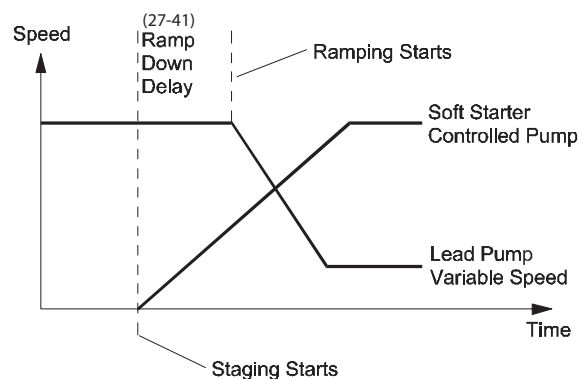 Speed
(27-41)
Ramp
Down
Delay
Ramping Starts
Soft Starter
Controlled Pump
Lead Pump
Variable Speed
Time
Staging Starts